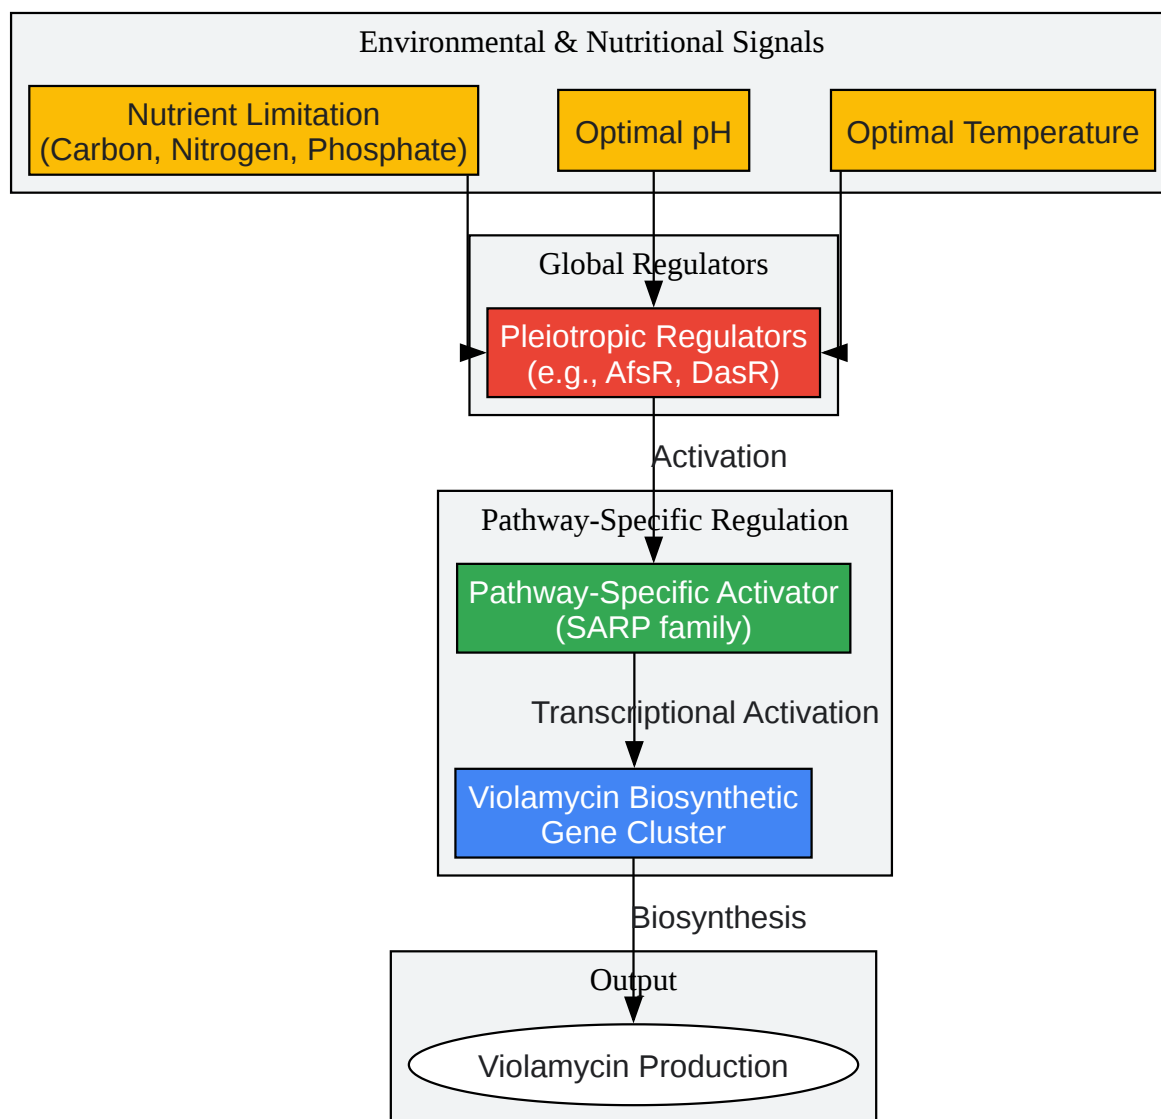 Environmental & Nutritional Signals
Nutrient Limitation
(Carbon, Nitrogen, Phosphate)
Optimal pH
Optimal Temperature
Global Regulators
Pleiotropic Regulators
(e.g., AfsR, DasR)
Activation
Pathway-Specific Regulation
Pathway-Specific Activator
(SARP family)
Transcriptional Activation
Violamycin Biosynthetic
Gene Cluster
Biosynthesis
Output
Violamycin Production